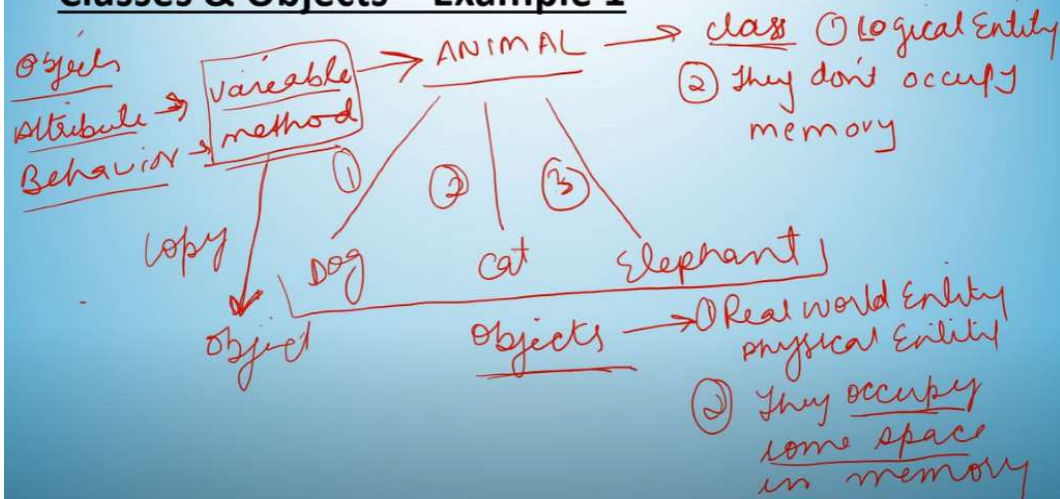 Classes & Objects – Example 1
Objects
Attribute → variable
Behavior → method
ANIMAL → class ① Logical Entity
② They don't occupy
memory
① ② ③
copy
Dog cat Elephant
object
objects → ① Real world Entity
physical Entity
② They occupy
some space
in memory